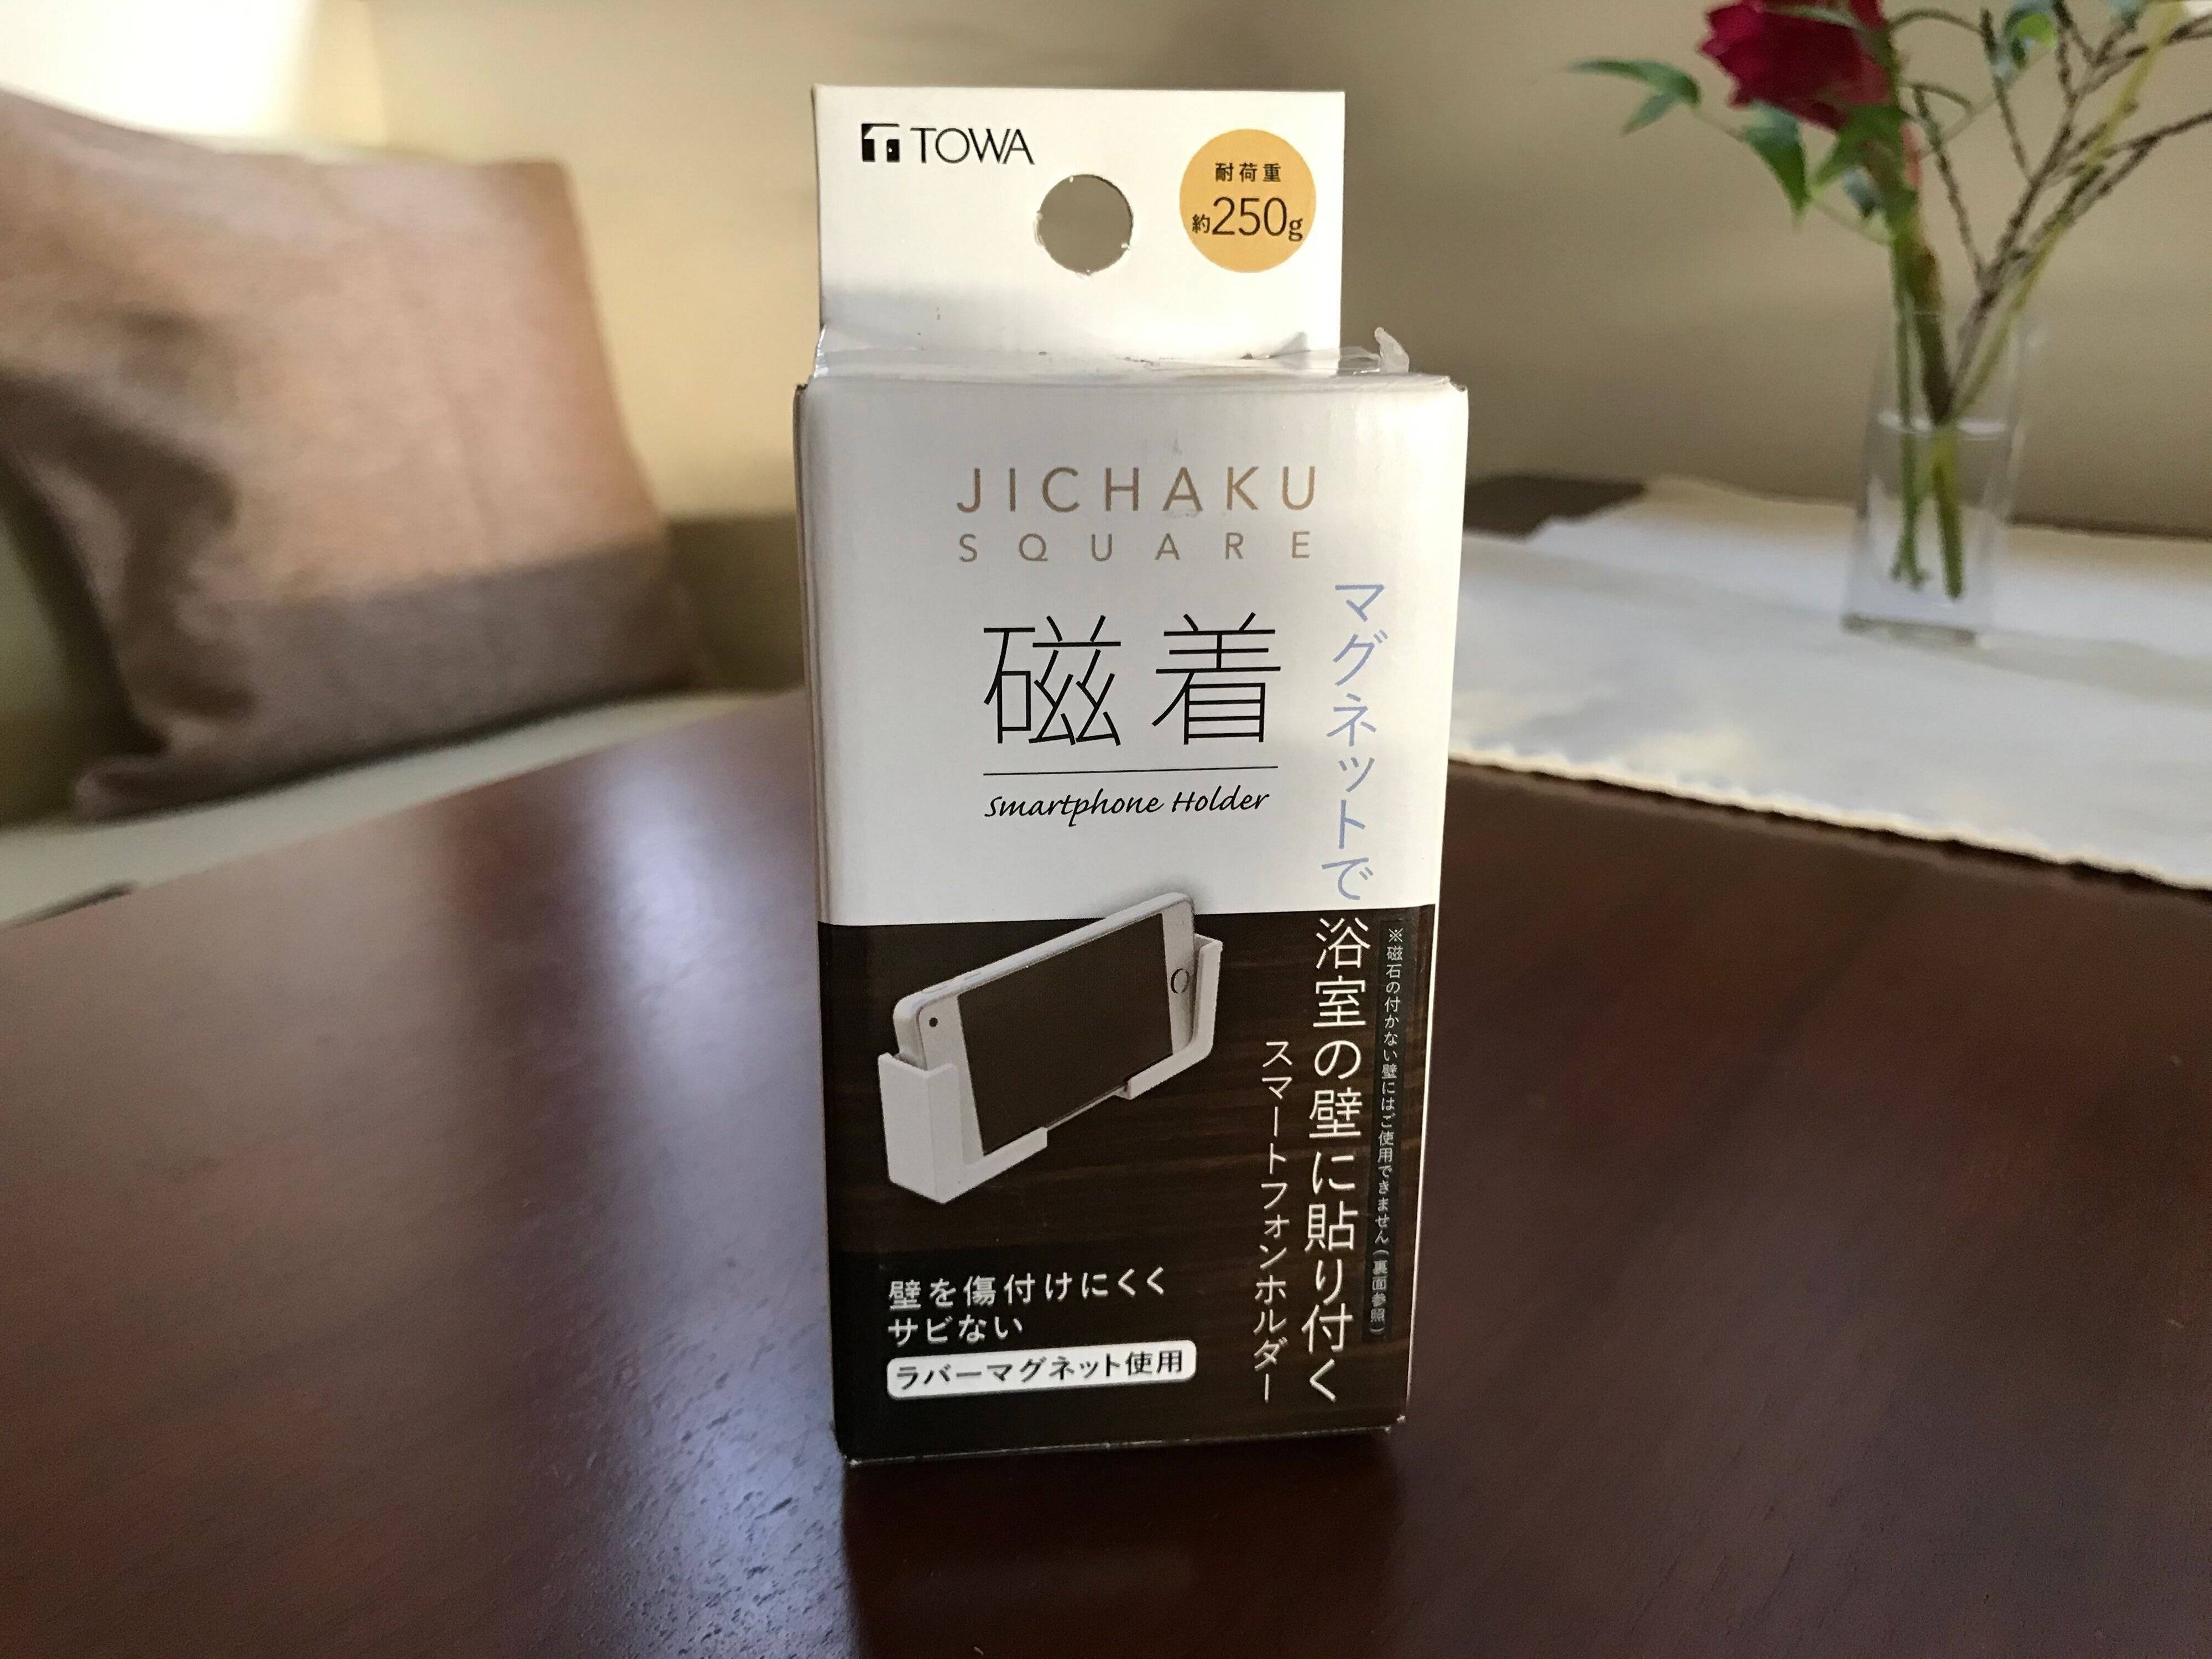 TOWA
耐荷重
約250g
JICHAKU
SQUARE
磁着
Smartphone Holder
マグネットで浴室の壁に貼り付く
スマートフォンホルダー
※磁石の付かない壁にはご使用できません(裏面参照)
壁を傷付けにくく
サビない
ラバーマグネット使用